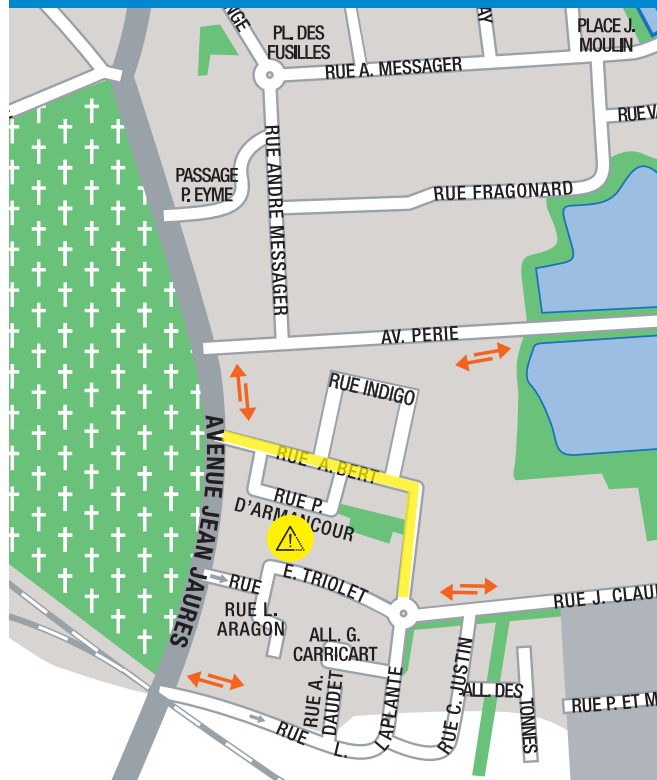 PL. DES
FUSILLES
PLACE J.
MOULIN
RUE A. MESSAGER
PASSAGE
P. EYME
RUE ANDRE MESSAGER
RUE FRAGONARD
AV. PERIE
RUE INDIGO
AVENUE JEAN JAURES
RUE A. BERT
RUE P.
D'ARMANCOUR
RUE E. TRIOLET
RUE L.
ARAGON
ALL. G.
CARRICART
RUE A.
DAUDET
RUE L. LAPLANTE
RUE C. JUSTIN
ALL. DES
TONNES
RUE J. CLAU
RUE P. ET M